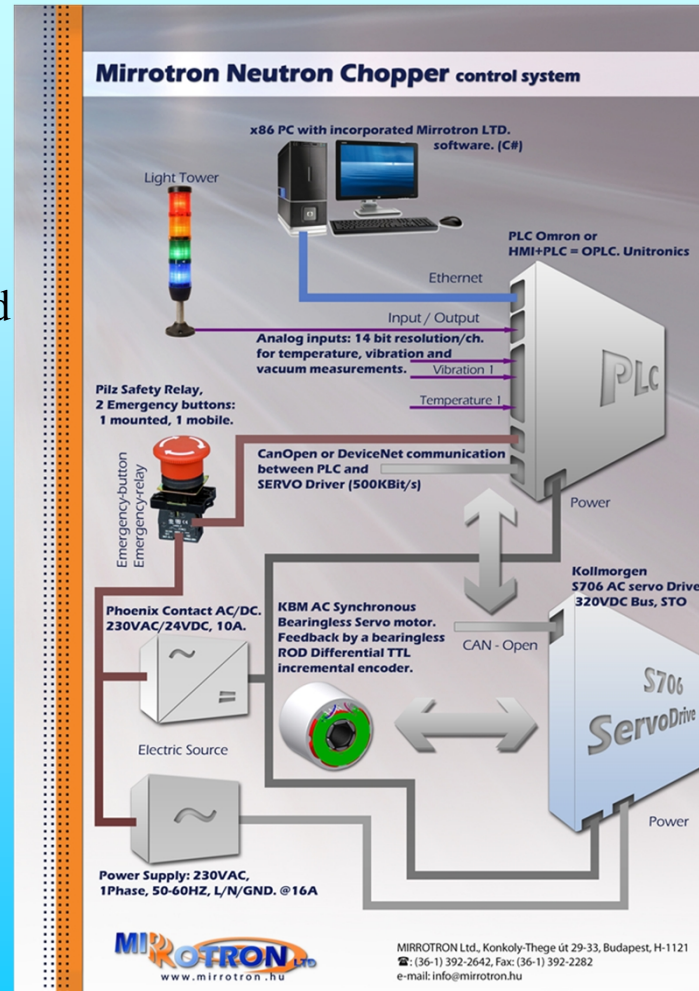 d
Mirrotron Neutron Chopper control system
x86 PC with incorporated Mirrotron LTD.
software. (C#)
Light Tower
PLC Omron or
HMI+PLC = OPLC. Unitronics
Ethernet
Input / Output
Analog inputs: 14 bit resolution/ch.
for temperature, vibration and
vacuum measurements.
Vibration 1
Temperature 1
PLC
Pilz Safety Relay,
2 Emergency buttons:
1 mounted, 1 mobile.
CanOpen or DeviceNet communication
between PLC and
SERVO Driver (500KBit/s)
Emergency-button
Emergency-relay
Power
Kollmorgen
S706 AC servo Drive
320VDC Bus, STO
Phoenix Contact AC/DC.
230VAC/24VDC, 10A.
KBM AC Synchronous
Bearingless Servo motor.
Feedback by a bearingless
ROD Differential TTL
incremental encoder.
CAN - Open
S706
ServoDrive
Electric Source
Power
Power Supply: 230VAC,
1Phase, 50-60HZ, L/N/GND. @16A
MIRROTRON LTD
www.mirrotron.hu
MIRROTRON Ltd., Konkoly-Thege út 29-33, Budapest, H-1121
☎: (36-1) 392-2642, Fax: (36-1) 392-2282
e-mail: info@mirrotron.hu